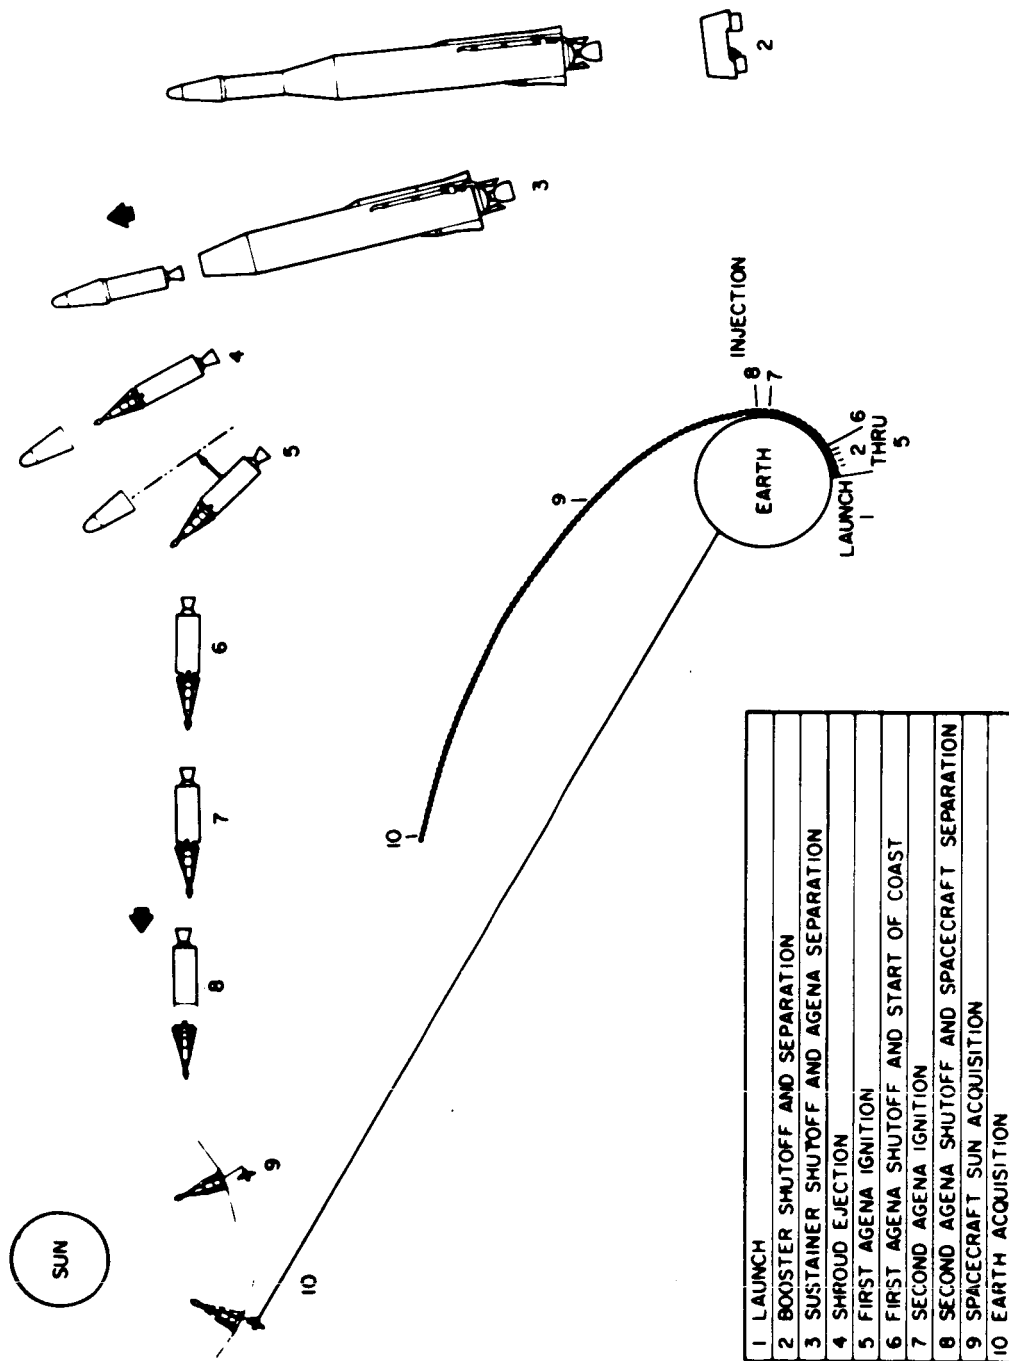 2
3
4
5
6
7
8
9
10
SUN
INJECTION
8
7
6
2
THRU
5
LAUNCH
1
EARTH
9
10
1 LAUNCH
2 BOOSTER SHUTOFF AND SEPARATION
3 SUSTAINER SHUTOFF AND AGENA SEPARATION
4 SHROUD EJECTION
5 FIRST AGENA IGNITION
6 FIRST AGENA SHUTOFF AND START OF COAST
7 SECOND AGENA IGNITION
8 SECOND AGENA SHUTOFF AND SPACECRAFT SEPARATION
9 SPACECRAFT SUN ACQUISITION
10 EARTH ACQUISITION